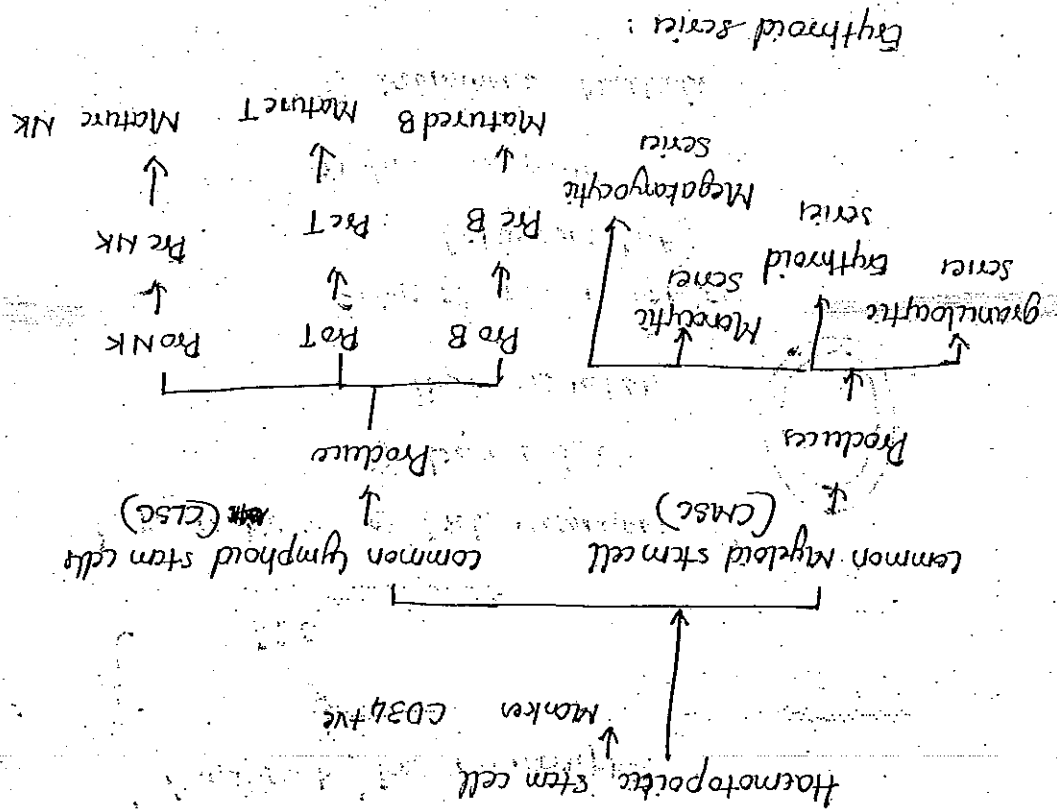 Haemotopoietic stem cell
Marker CD34+ve
Common Myeloid stem cell
(CMSC)
common lymphoid stem cells
(CLSC)
Produces
Produce
granulocytic
series
Erythroid
series
Monocytic
Series
Megakaryocytic
series
Pro B
Pro T
Pro NK
Pre B
Pre T
Pre NK
Matured B
Mature T
Mature NK
Erythroid series :